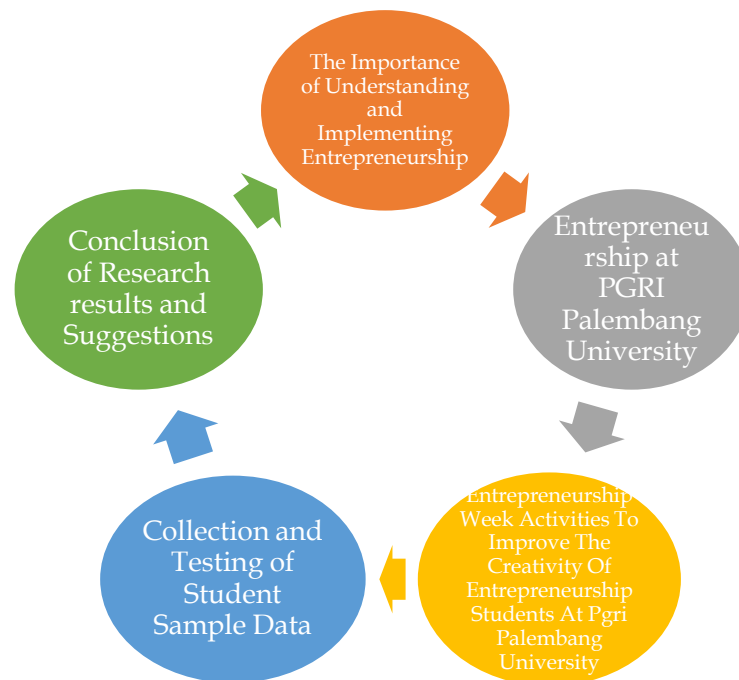 The Importance
of Understanding
and
Implementing
Entrepreneurship
Entrepreneu
rship at
PGRI
Palembang
University
Entrepreneurship
Week Activities To
Improve The
Creativity Of
Entrepreneurship
Students At Pgri
Palembang
University
Collection and
Testing of
Student
Sample Data
Conclusion
of Research
results and
Suggestions